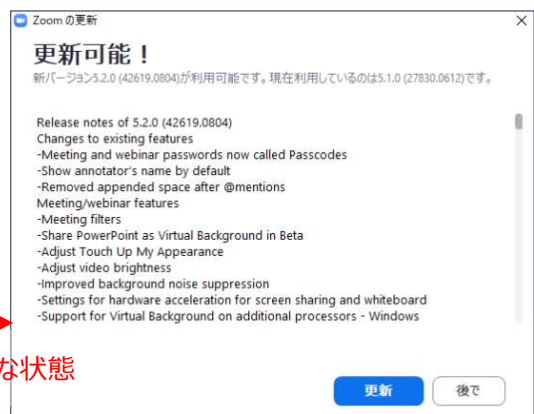 Zoom の更新
更新可能！
新バージョン5.2.0 (42619.0804)が利用可能です。現在利用しているのは5.1.0 (27830.0612)です。
Release notes of 5.2.0 (42619.0804)
Changes to existing features
-Meeting and webinar passwords now called Passcodes
-Show annotator's name by default
-Removed appended space after @mentions
Meeting/webinar features
-Meeting filters
-Share PowerPoint as Virtual Background in Beta
-Adjust Touch Up My Appearance
-Adjust video brightness
-Improved background noise suppression
-Settings for hardware acceleration for screen sharing and whiteboard
-Support for Virtual Background on additional processors - Windows
な状態
更新
後で